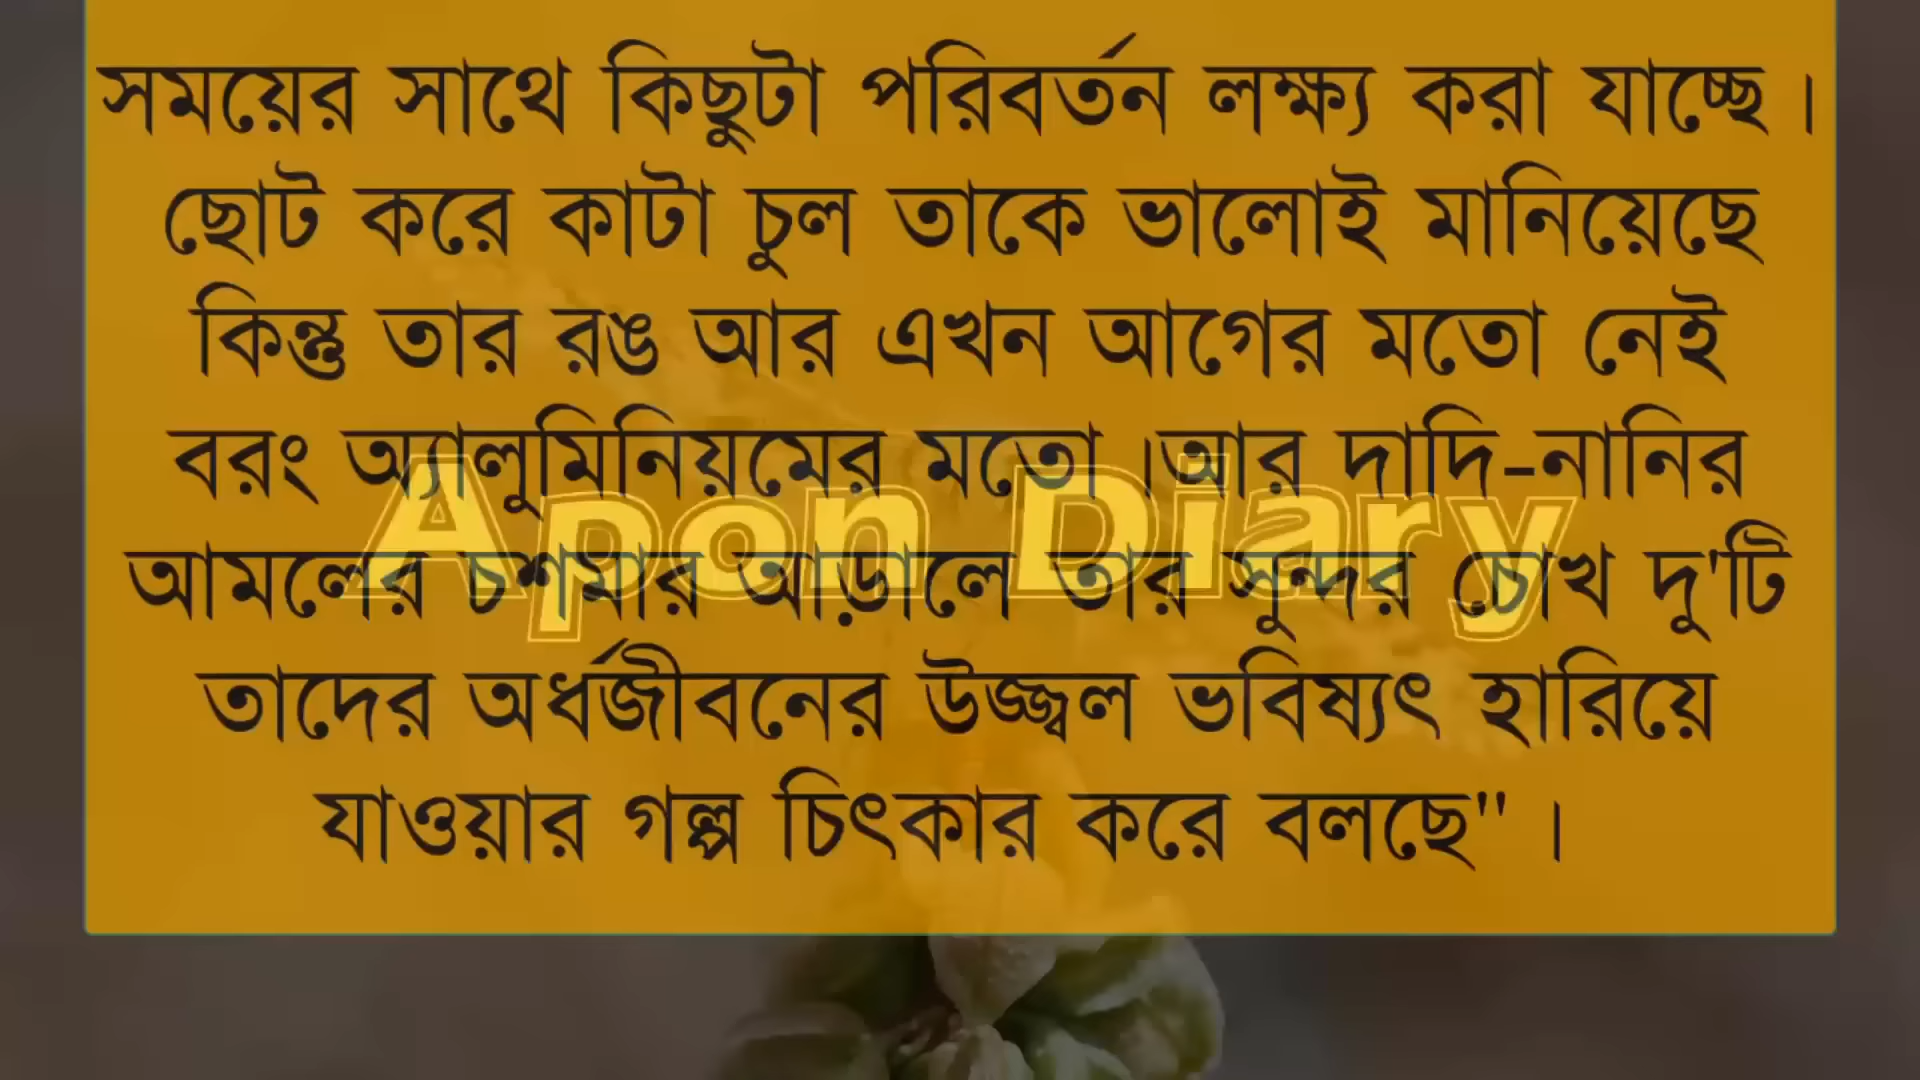 সময়ের সাথে কিছুটা পরিবর্তন লক্ষ্য করা যাচ্ছে।
ছোট করে কাটা চুল তাকে ভালোই মানিয়েছে
কিন্তু তার রঙ আর এখন আগের মতো নেই
বরং অ্যালুমিনিয়মের মতো।আর দাদি-নানির
Apon Diary
আমলের চশমার আড়ালে তার সুন্দর চোখ দু'টি
তাদের অর্ধজীবনের উজ্জ্বল ভবিষ্যৎ হারিয়ে
যাওয়ার গল্প চিৎকার করে বলছে"।